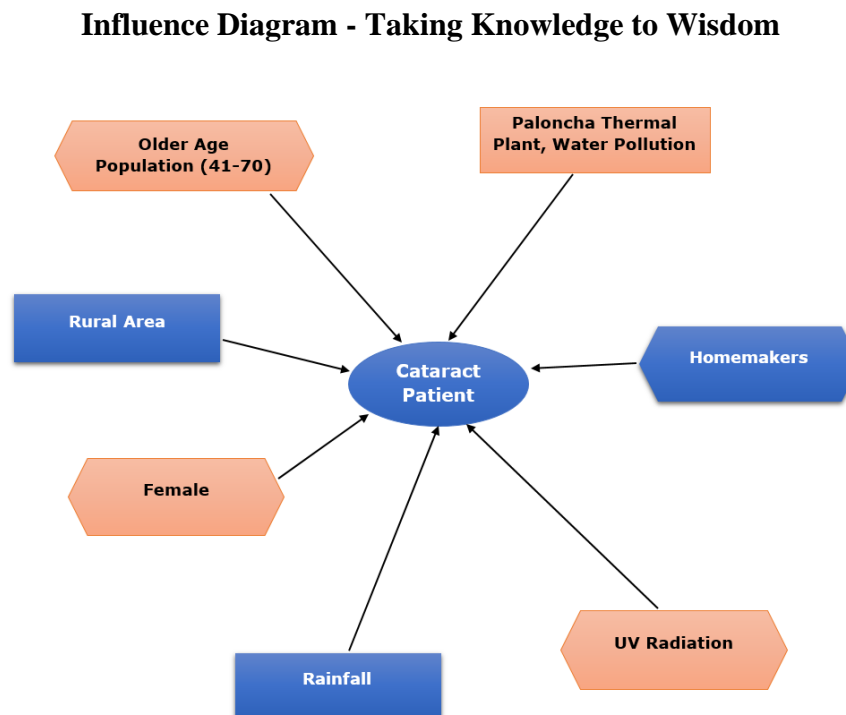 Influence Diagram - Taking Knowledge to Wisdom
Older Age
Population (41-70)
Paloncha Thermal
Plant, Water Pollution
Rural Area
Homemakers
Cataract
Patient
Female
UV Radiation
Rainfall